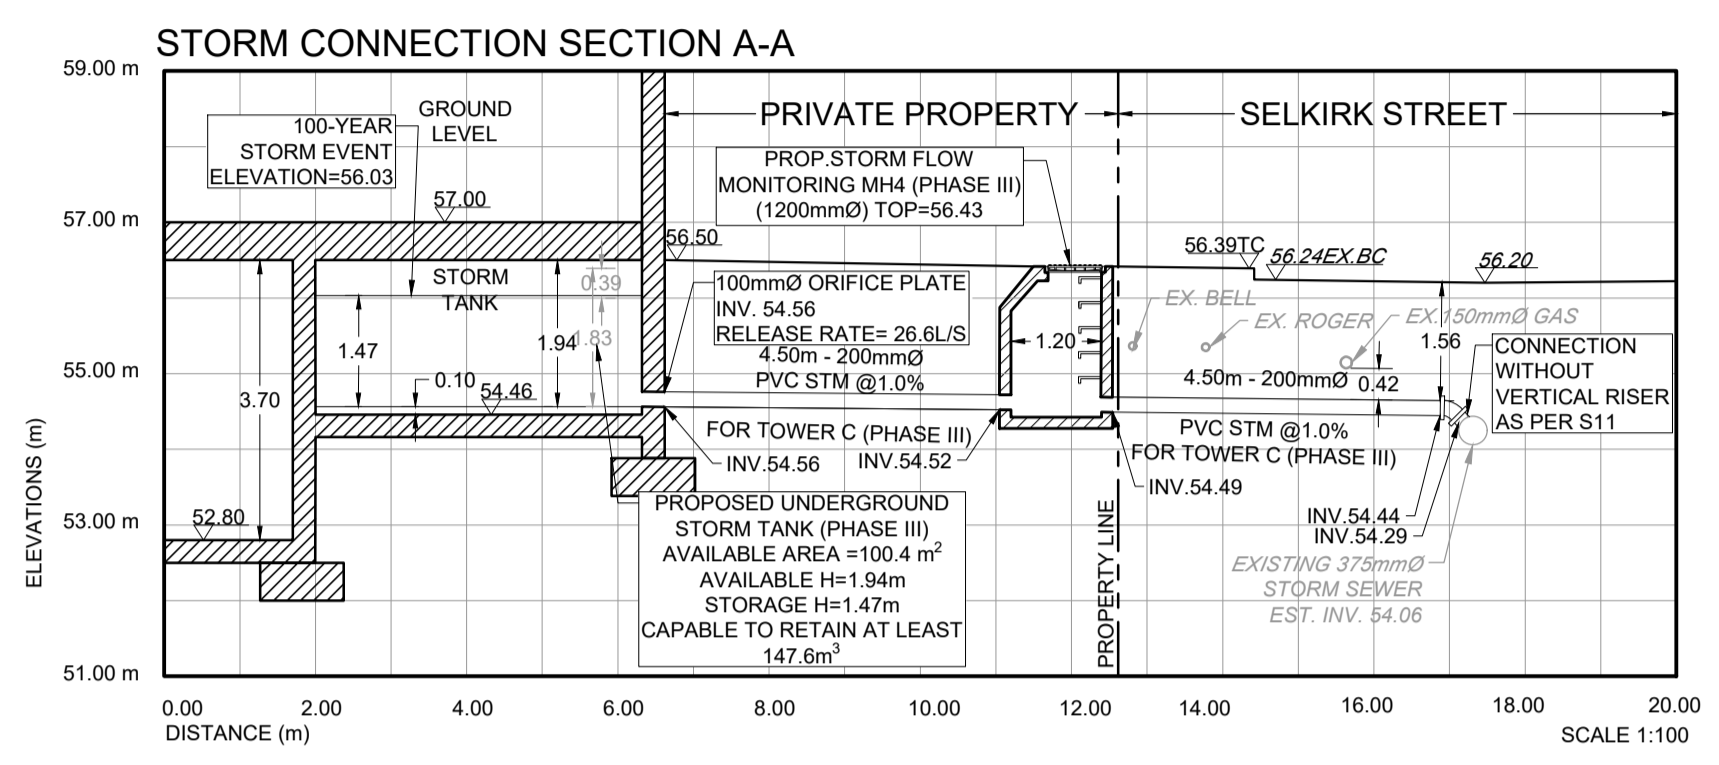 STORM CONNECTION SECTION A-A
59.00 m
57.00 m
55.00 m
53.00 m
51.00 m
ELEVATIONS (m)
100-YEAR
STORM EVENT
ELEVATION=56.03
GROUND
LEVEL
PRIVATE PROPERTY
SELKIRK STREET
57.00
PROP.STORM FLOW
MONITORING MH4 (PHASE III)
(1200mmØ) TOP=56.43
56.50
56.39TC
56.24EX.BC
56.20
STORM
TANK
0.39
1.83
1.47
1.94
0.10
54.46
3.70
52.80
100mmØ ORIFICE PLATE
INV. 54.56
RELEASE RATE= 26.6L/S
4.50m - 200mmØ
PVC STM @1.0%
FOR TOWER C (PHASE III)
INV.54.56
INV.54.52
1.20
EX. BELL
EX. ROGER
EX.150mmØ GAS
1.56
0.42
4.50m - 200mmØ
PVC STM @1.0%
FOR TOWER C (PHASE III)
INV.54.49
CONNECTION
WITHOUT
VERTICAL RISER
AS PER S11
INV.54.44
INV.54.29
EXISTING 375mmØ
STORM SEWER
EST. INV. 54.06
PROPERTY LINE
PROPOSED UNDERGROUND
STORM TANK (PHASE III)
AVAILABLE AREA =100.4 m²
AVAILABLE H=1.94m
STORAGE H=1.47m
CAPABLE TO RETAIN AT LEAST
147.6m³
0.00 2.00 4.00 6.00 8.00 10.00 12.00 14.00 16.00 18.00 20.00
DISTANCE (m)
SCALE 1:100